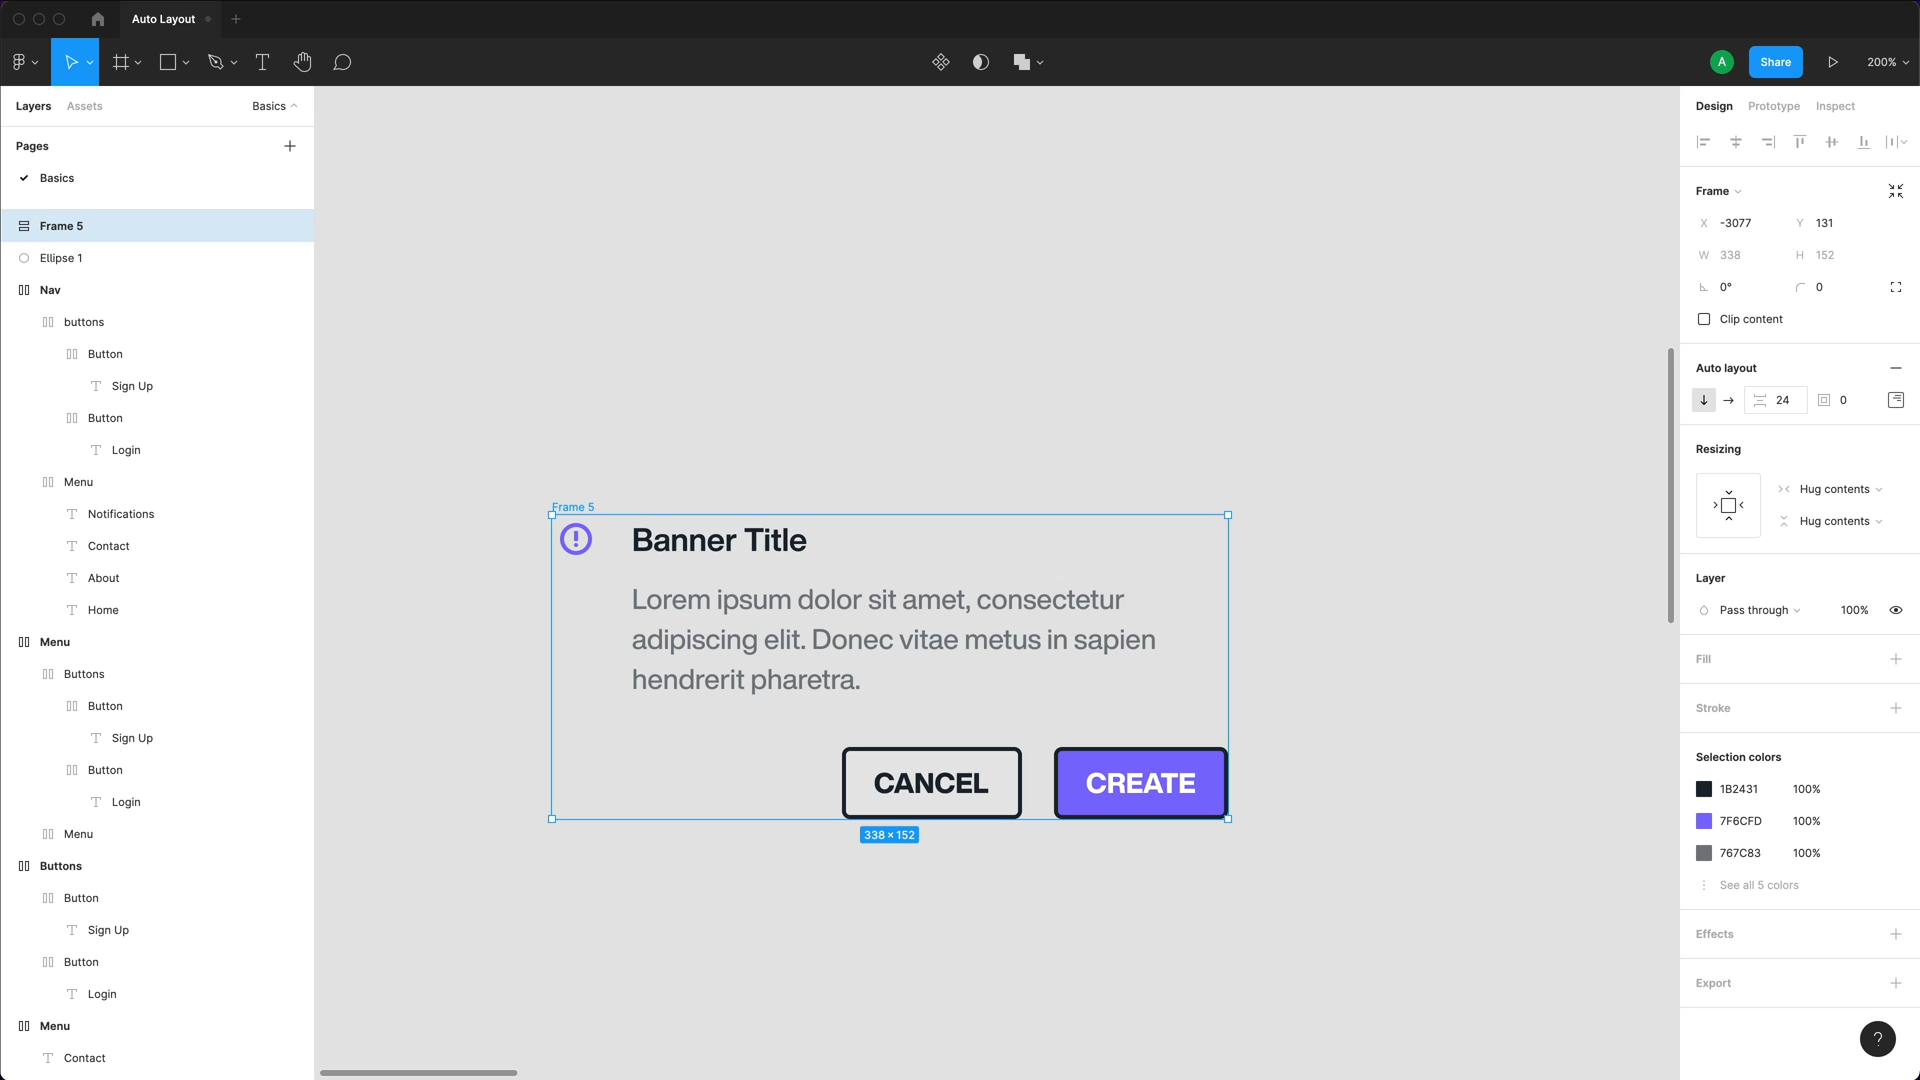 Auto Layout
A
Share
200%
Layers
Assets
Basics
Pages
Basics
Frame 5
Ellipse 1
Nav
buttons
Button
Sign Up
Button
Login
Menu
Notifications
Contact
About
Home
Menu
Buttons
Button
Sign Up
Button
Login
Menu
Buttons
Button
Sign Up
Button
Login
Menu
Contact
Frame 5
Banner Title
Lorem ipsum dolor sit amet, consectetur
adipiscing elit. Donec vitae metus in sapien
hendrerit pharetra.
CANCEL
CREATE
338 × 152
Design
Prototype
Inspect
Frame
X -3077
Y 131
W 338
H 152
0°
0
Clip content
Auto layout
24
0
Resizing
Hug contents
Hug contents
Layer
Pass through
100%
Fill
Stroke
Selection colors
1B2431 100%
7F6CFD 100%
767C83 100%
See all 5 colors
Effects
Export
?